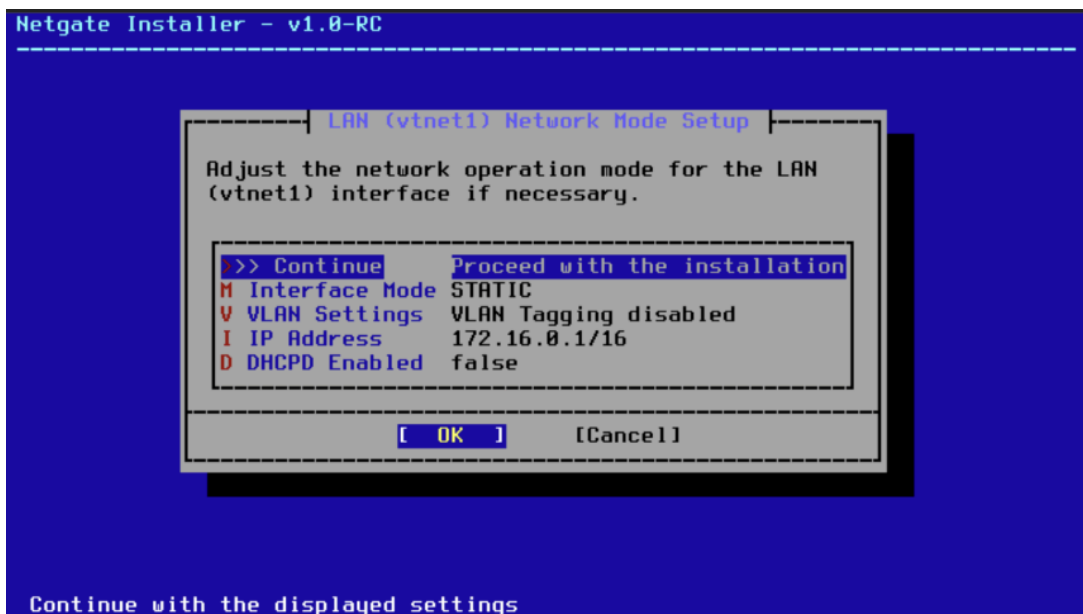 Netgate Installer - v1.0-RC
LAN (vtnet1) Network Mode Setup
Adjust the network operation mode for the LAN
(vtnet1) interface if necessary.
>>> Continue Proceed with the installation
M Interface Mode STATIC
V VLAN Settings VLAN Tagging disabled
I IP Address 172.16.0.1/16
D DHCPD Enabled false
[ OK ] [Cancel]
Continue with the displayed settings